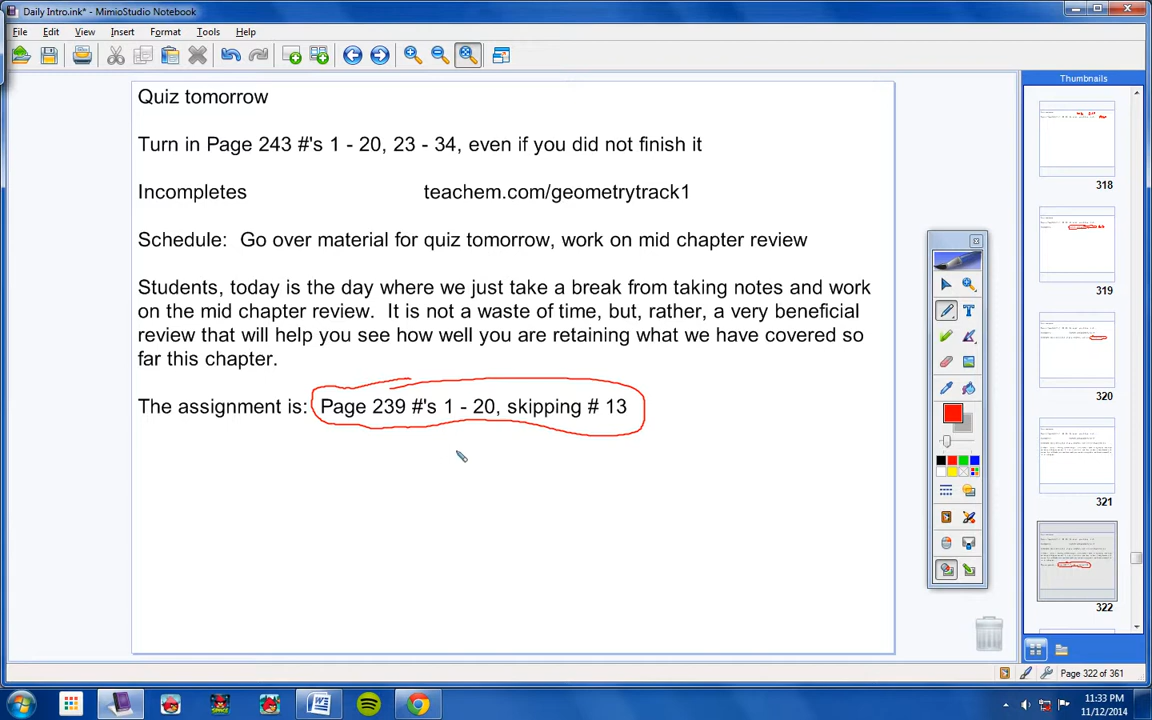 Daily Intro.ink* - MimioStudio Notebook
File Edit View Insert Format Tools Help
Quiz tomorrow
Turn in Page 243 #'s 1 - 20, 23 - 34, even if you did not finish it
Incompletes teachem.com/geometrytrack1
Schedule: Go over material for quiz tomorrow, work on mid chapter review
Students, today is the day where we just take a break from taking notes and work
on the mid chapter review. It is not a waste of time, but, rather, a very beneficial
review that will help you see how well you are retaining what we have covered so
far this chapter.
The assignment is: Page 239 #'s 1 - 20, skipping # 13
Thumbnails
318
319
320
321
322
Page 322 of 361
11:33 PM
11/12/2014